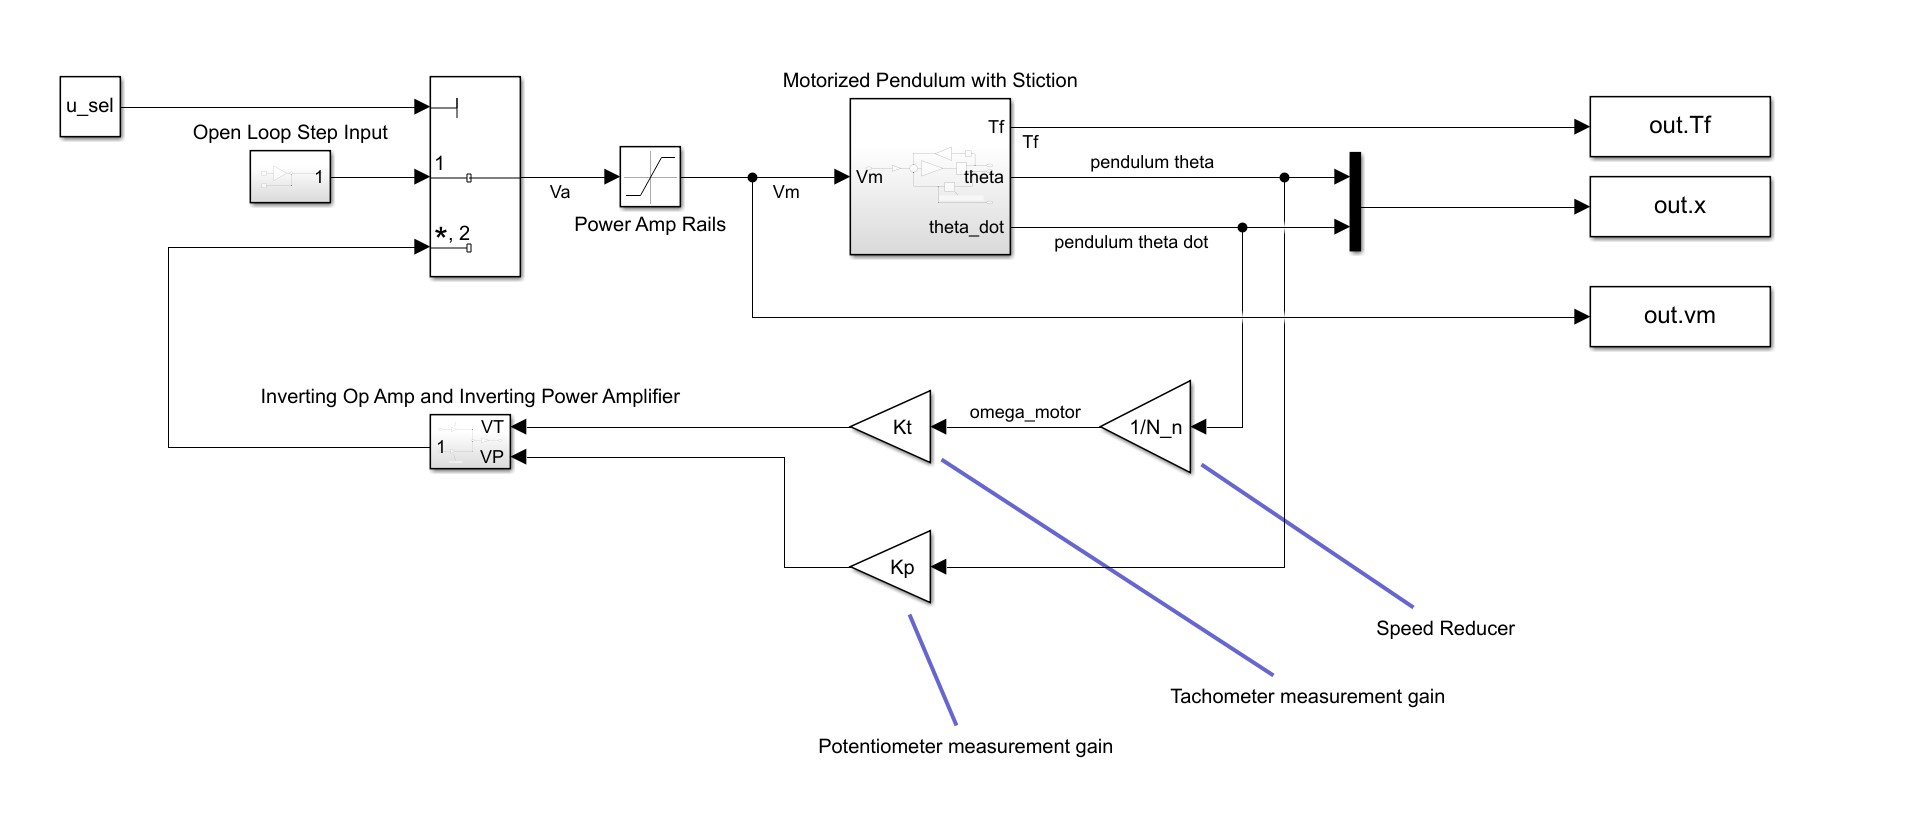 Motorized Pendulum with Stiction
u_sel
Open Loop Step Input
1
1
*, 2
Va
Power Amp Rails
Vm
Vm
Tf
theta
theta_dot
Tf
pendulum theta
pendulum theta dot
out.Tf
out.x
out.vm
Inverting Op Amp and Inverting Power Amplifier
1
VT
VP
Kt
omega_motor
1/N_n
Kp
Speed Reducer
Tachometer measurement gain
Potentiometer measurement gain